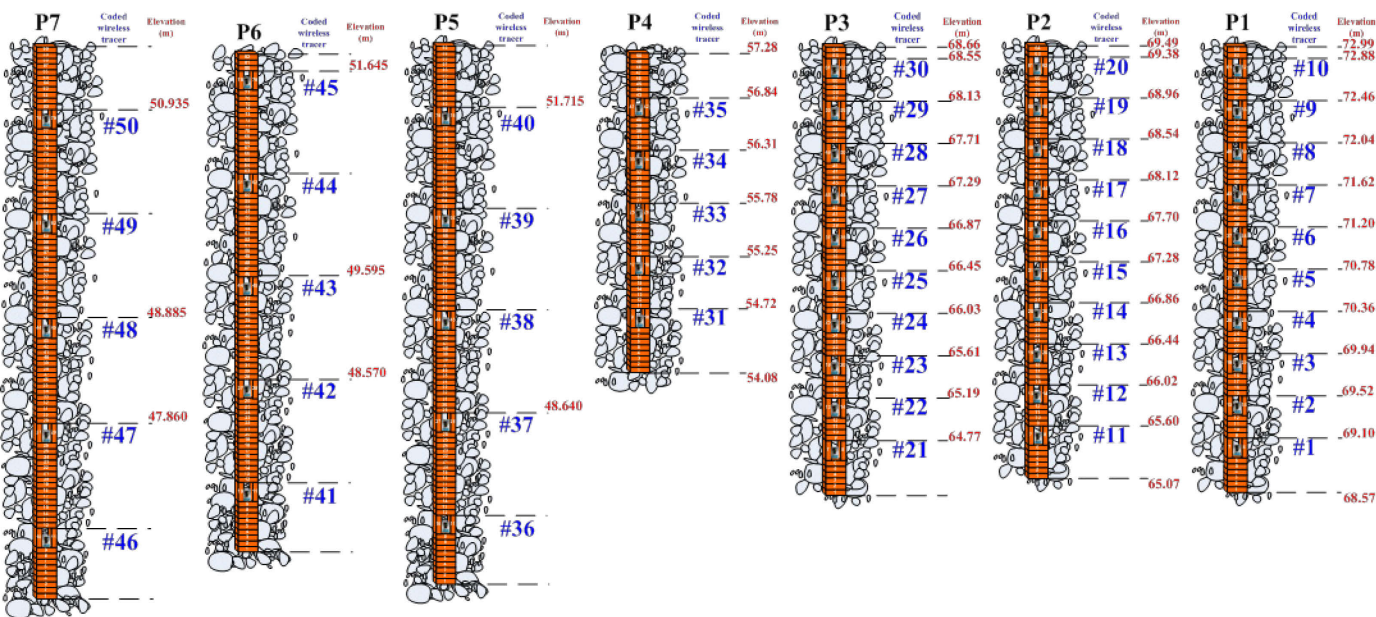 P7
Coded
wireless
tracer
Elevation
(m)
50.935
#50
#49
48.885
#48
47.860
#47
#46
P6
Coded
wireless
tracer
Elevation
(m)
51.645
#45
#44
49.595
#43
48.570
#42
#41
P5
Coded
wireless
tracer
Elevation
(m)
51.715
#40
#39
#38
48.640
#37
#36
P4
Coded
wireless
tracer
Elevation
(m)
57.28
56.84
#35
56.31
#34
55.78
#33
55.25
#32
54.72
#31
54.08
P3
Coded
wireless
tracer
Elevation
(m)
68.66
68.55
#30
68.13
#29
67.71
#28
67.29
#27
66.87
#26
66.45
#25
66.03
#24
65.61
#23
65.19
#22
64.77
#21
P2
Coded
wireless
tracer
Elevation
(m)
69.49
69.38
#20
68.96
#19
68.54
#18
68.12
#17
67.70
#16
67.28
#15
66.86
#14
66.44
#13
66.02
#12
65.60
#11
65.07
P1
Coded
wireless
tracer
Elevation
(m)
72.99
72.88
#10
72.46
#9
72.04
#8
71.62
#7
71.20
#6
70.78
#5
70.36
#4
69.94
#3
69.52
#2
69.10
#1
68.57